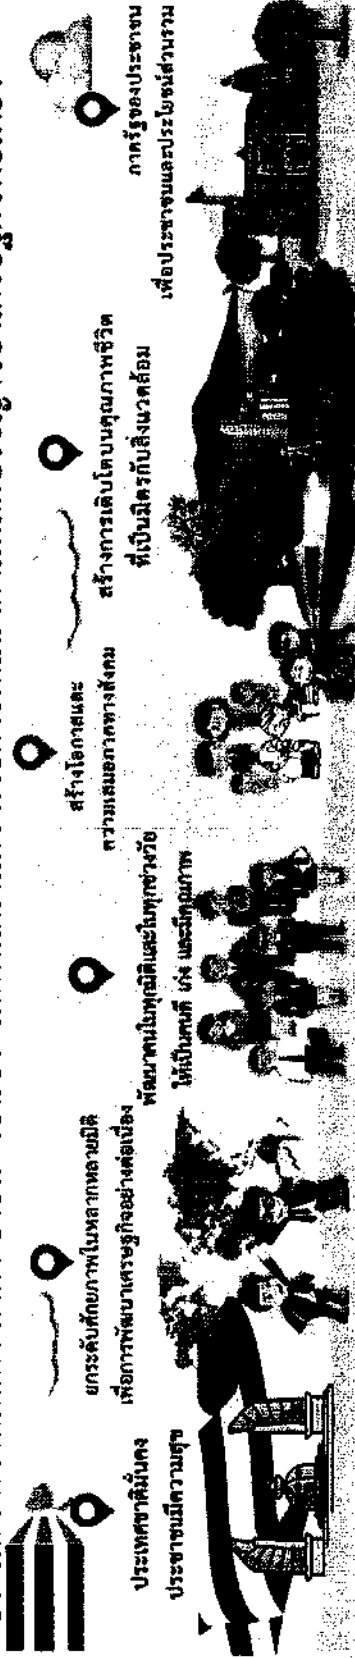 ประเทศชาติมั่นคง
ประชาชนมีความสุข
ยกระดับศักยภาพในหลากหลายมิติ
เพื่อการพัฒนาเศรษฐกิจอย่างต่อเนื่อง
พัฒนาคนในทุกมิติและในทุกช่วงวัย
ให้เป็นคนดี เก่ง และมีคุณภาพ
สร้างโอกาสและ
ความเสมอภาคทางสังคม
สร้างการเติบโตบนคุณภาพชีวิต
ที่เป็นมิตรกับสิ่งแวดล้อม
ภาครัฐของประชาชน
เพื่อประชาชนและประโยชน์ส่วนรวม